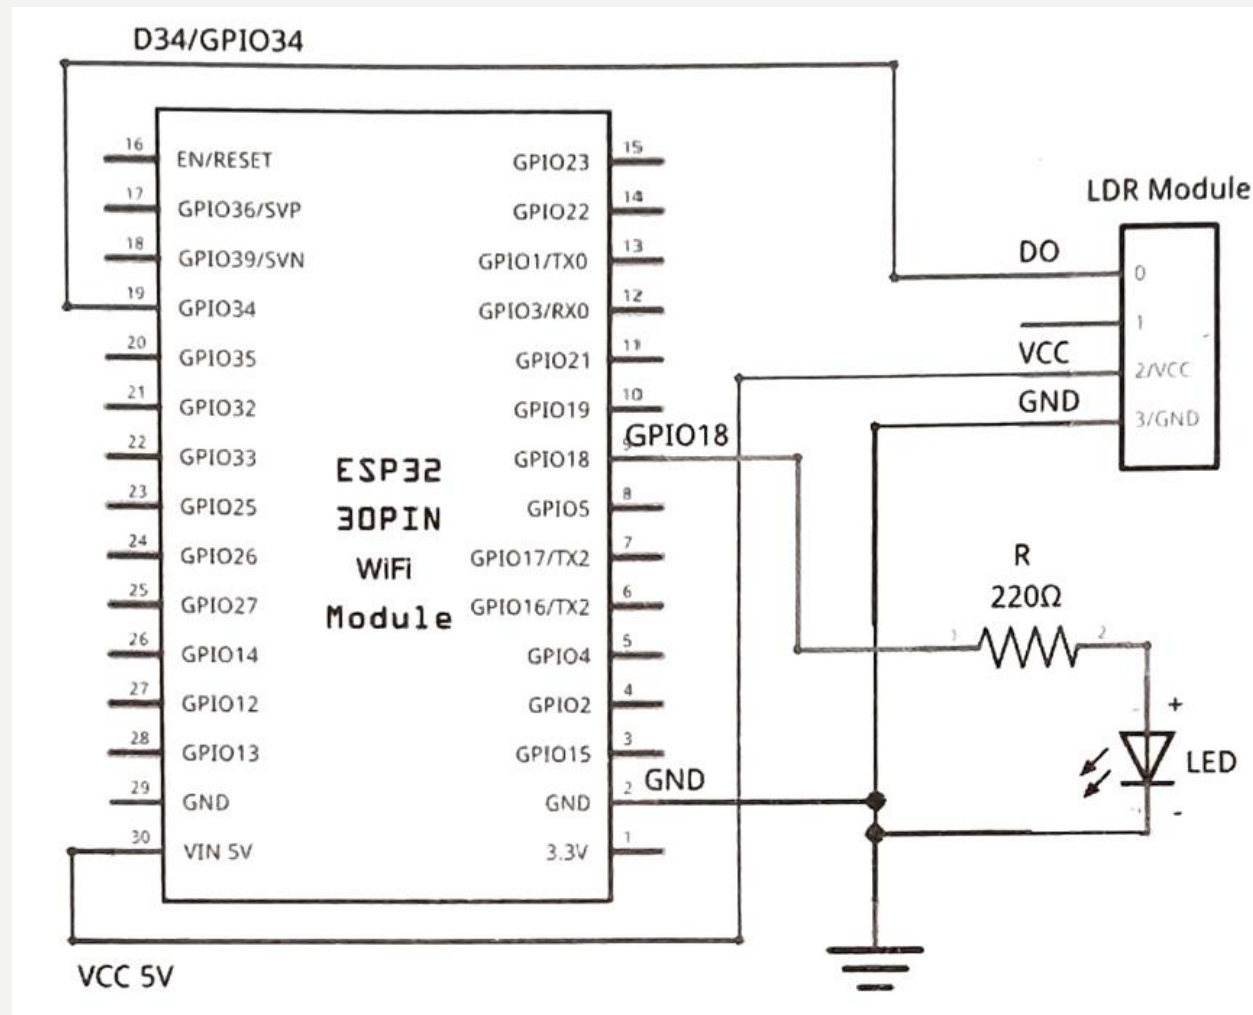 D34/GPIO34
16 EN/RESET
17 GPIO36/SVP
18 GPIO39/SVN
19 GPIO34
20 GPIO35
21 GPIO32
22 GPIO33
23 GPIO25
24 GPIO26
25 GPIO27
26 GPIO14
27 GPIO12
28 GPIO13
29 GND
30 VIN 5V
VCC 5V
ESP32
30PIN
WiFi
Module
GPIO23 15
GPIO22 14
GPIO1/TX0 13
GPIO3/RX0 12
GPIO21 11
GPIO19 10
GPIO18 9
GPIO18
GPIO5 8
GPIO17/TX2 7
GPIO16/TX2 6
GPIO4 5
GPIO2 4
GPIO15 3
GND 2
GND
3.3V 1
LDR Module
DO 0
1
VCC 2/VCC
GND 3/GND
R
220Ω
1 2
+
LED
-